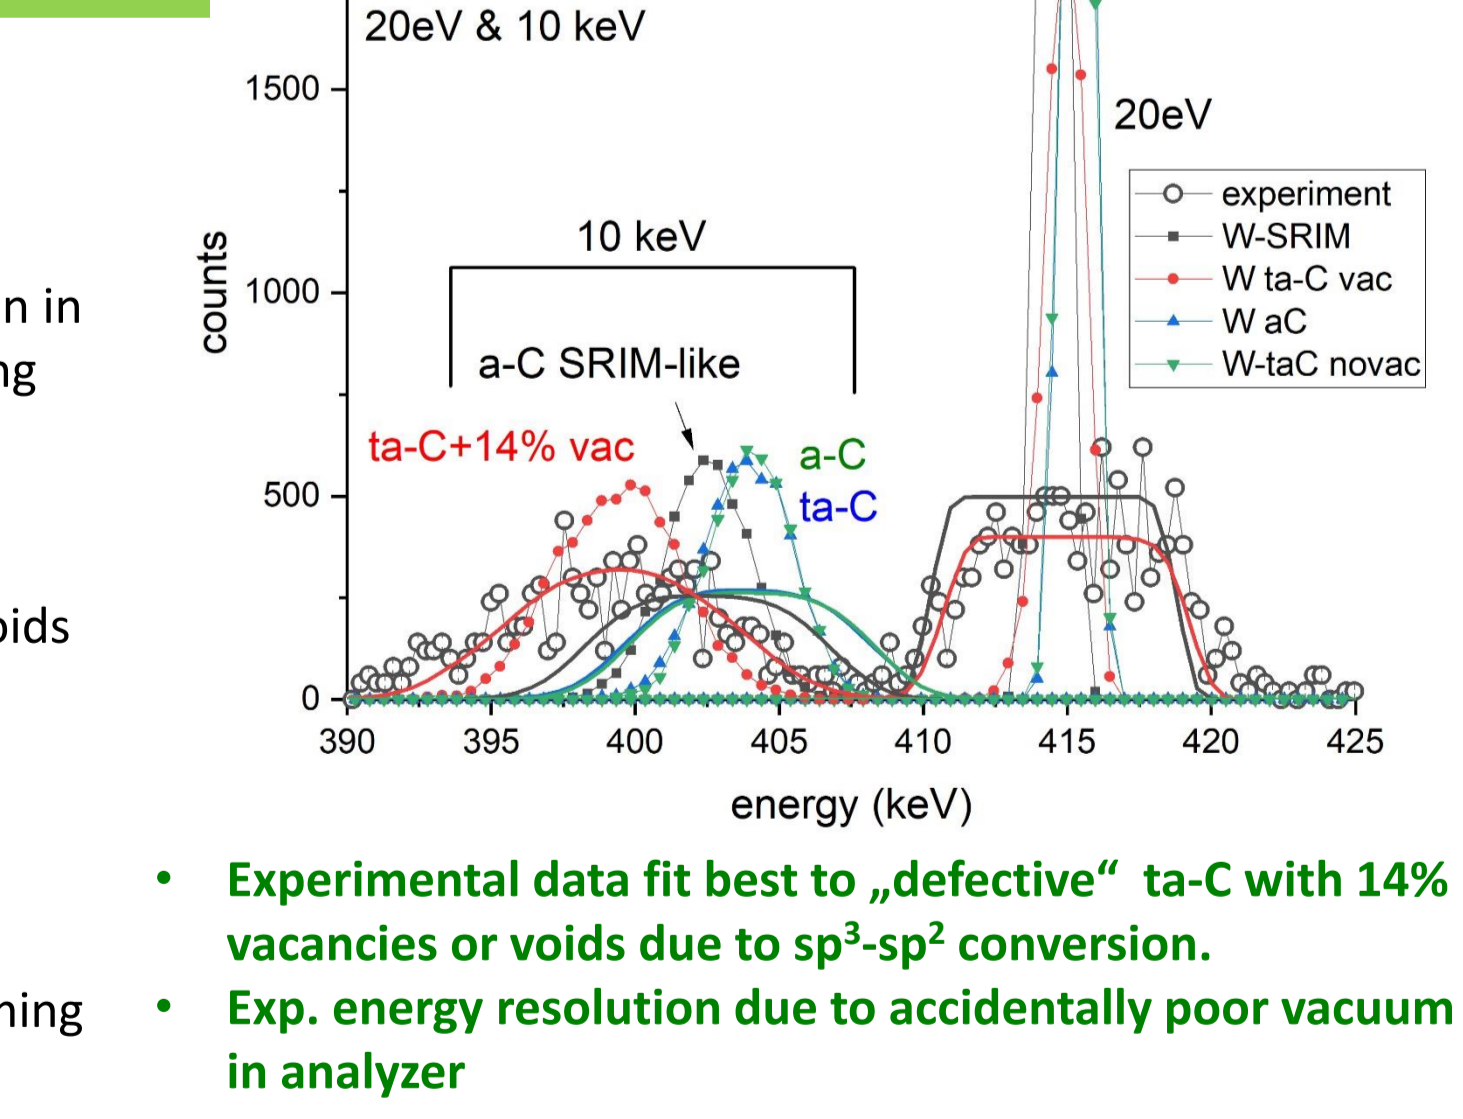 20eV & 10 keV
1500
20eV
experiment
W-SRIM
W ta-C vac
W aC
W-taC novac
10 keV
counts
1000
n in
ng
a-C SRIM-like
ta-C+14% vac
a-C
ta-C
500
oids
0
390 395 400 405 410 415 420 425
energy (keV)
• Experimental data fit best to „defective“ ta-C with 14%
vacancies or voids due to sp³-sp² conversion.
ning
• Exp. energy resolution due to accidentally poor vacuum
in analyzer